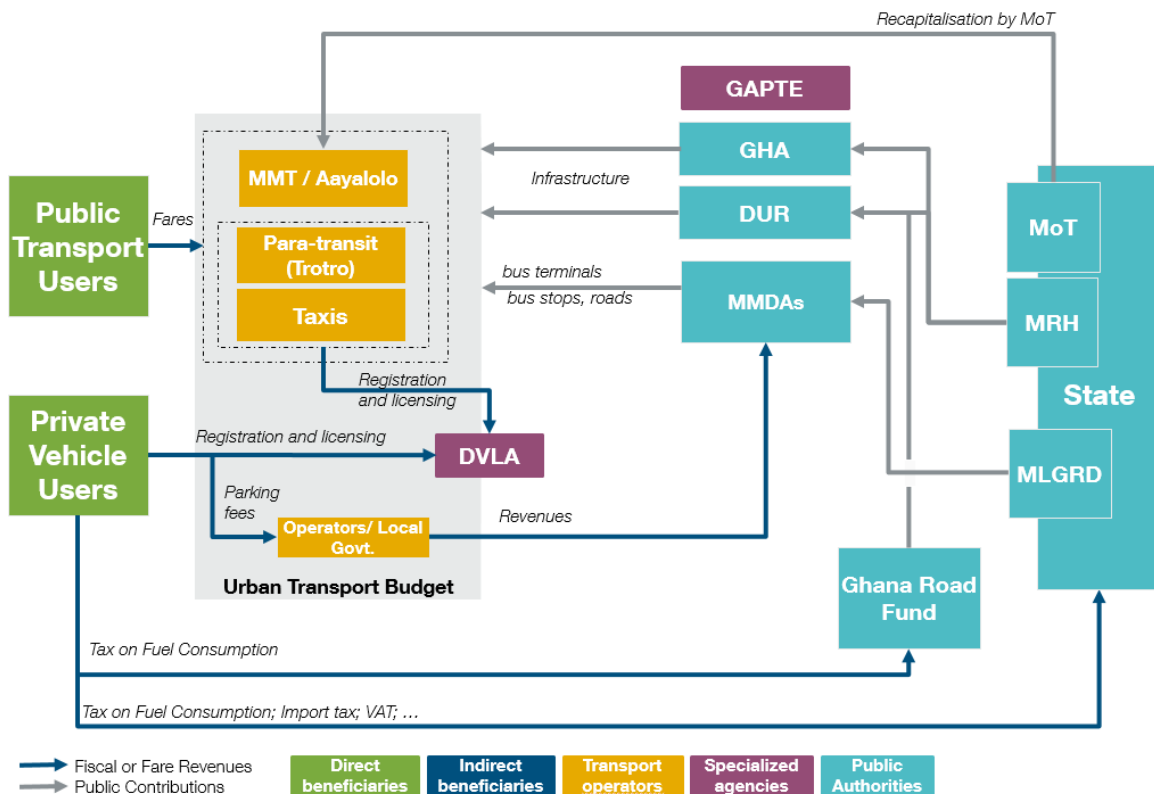 Recapitalisation by MoT
GAPTE
GHA
MMT / Aayalolo
Infrastructure
Public
Transport
Users
Fares
DUR
MoT
Para-transit
(Trotro)
bus terminals
bus stops, roads
MMDAs
Taxis
MRH
State
Registration
and licensing
Private
Vehicle
Users
Registration and licensing
DVLA
MLGRD
Parking
fees
Operators/ Local
Govt.
Revenues
Urban Transport Budget
Ghana Road
Fund
Tax on Fuel Consumption
Tax on Fuel Consumption; Import tax; VAT; …
Fiscal or Fare Revenues
Public Contributions
Direct
beneficiaries
Indirect
beneficiaries
Transport
operators
Specialized
agencies
Public
Authorities